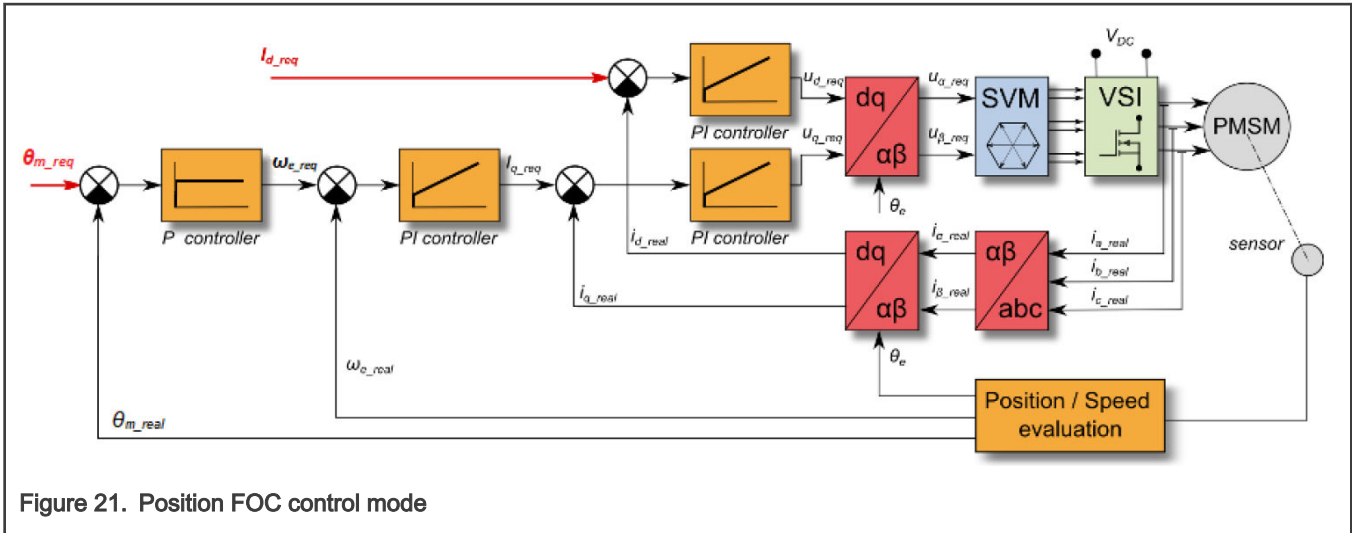 I_d_req
θ_m_req
P controller
ω_e_req
PI controller
I_q_req
PI controller
PI controller
u_d_req
u_q_req
dq
αβ
θ_e
u_α_req
u_β_req
SVM
V_DC
VSI
PMSM
sensor
i_d_real
i_q_real
dq
αβ
θ_e
i_α_real
i_β_real
αβ
abc
i_a_real
i_b_real
i_c_real
ω_e_real
θ_m_real
Position / Speed
evaluation
Figure 21. Position FOC control mode